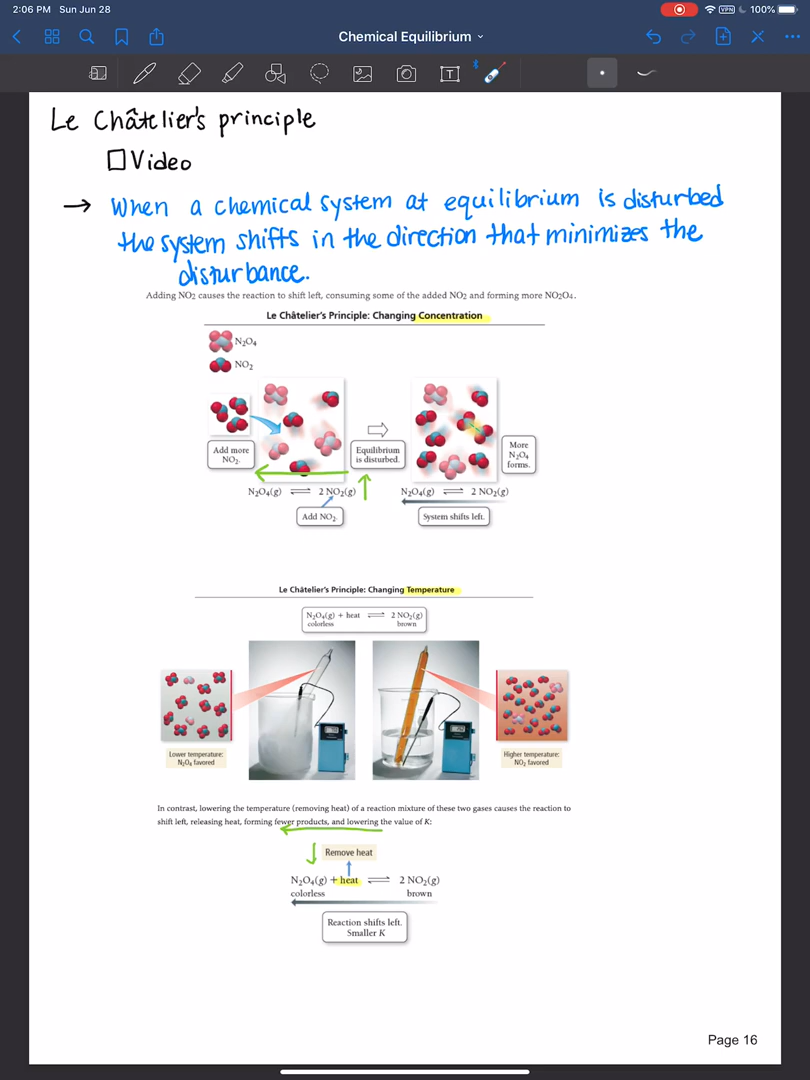 2:06 PM Sun Jun 28
VPN 100%
Chemical Equilibrium
Le Châtelier's principle
Video
→ When a chemical system at equilibrium is disturbed
the system shifts in the direction that minimizes the
disturbance.
Adding NO2 causes the reaction to shift left, consuming some of the added NO2 and forming more NO2O4.
Le Châtelier's Principle: Changing Concentration
N₂O₄
NO₂
Add more
NO₂.
Equilibrium
is disturbed.
More
N₂O₄
forms.
N₂O₄(g) ⇌ 2 NO₂(g)
N₂O₄(g) ⇌ 2 NO₂(g)
Add NO₂.
System shifts left.
Le Châtelier's Principle: Changing Temperature
N₂O₄(g) + heat ⇌ 2 NO₂(g)
colorless brown
Lower temperature:
N₂O₄ favored
Higher temperature:
NO₂ favored
In contrast, lowering the temperature (removing heat) of a reaction mixture of these two gases causes the reaction to
shift left, releasing heat, forming fewer products, and lowering the value of K:
Remove heat
N₂O₄(g) + heat ⇌ 2 NO₂(g)
colorless brown
Reaction shifts left.
Smaller K
Page 16